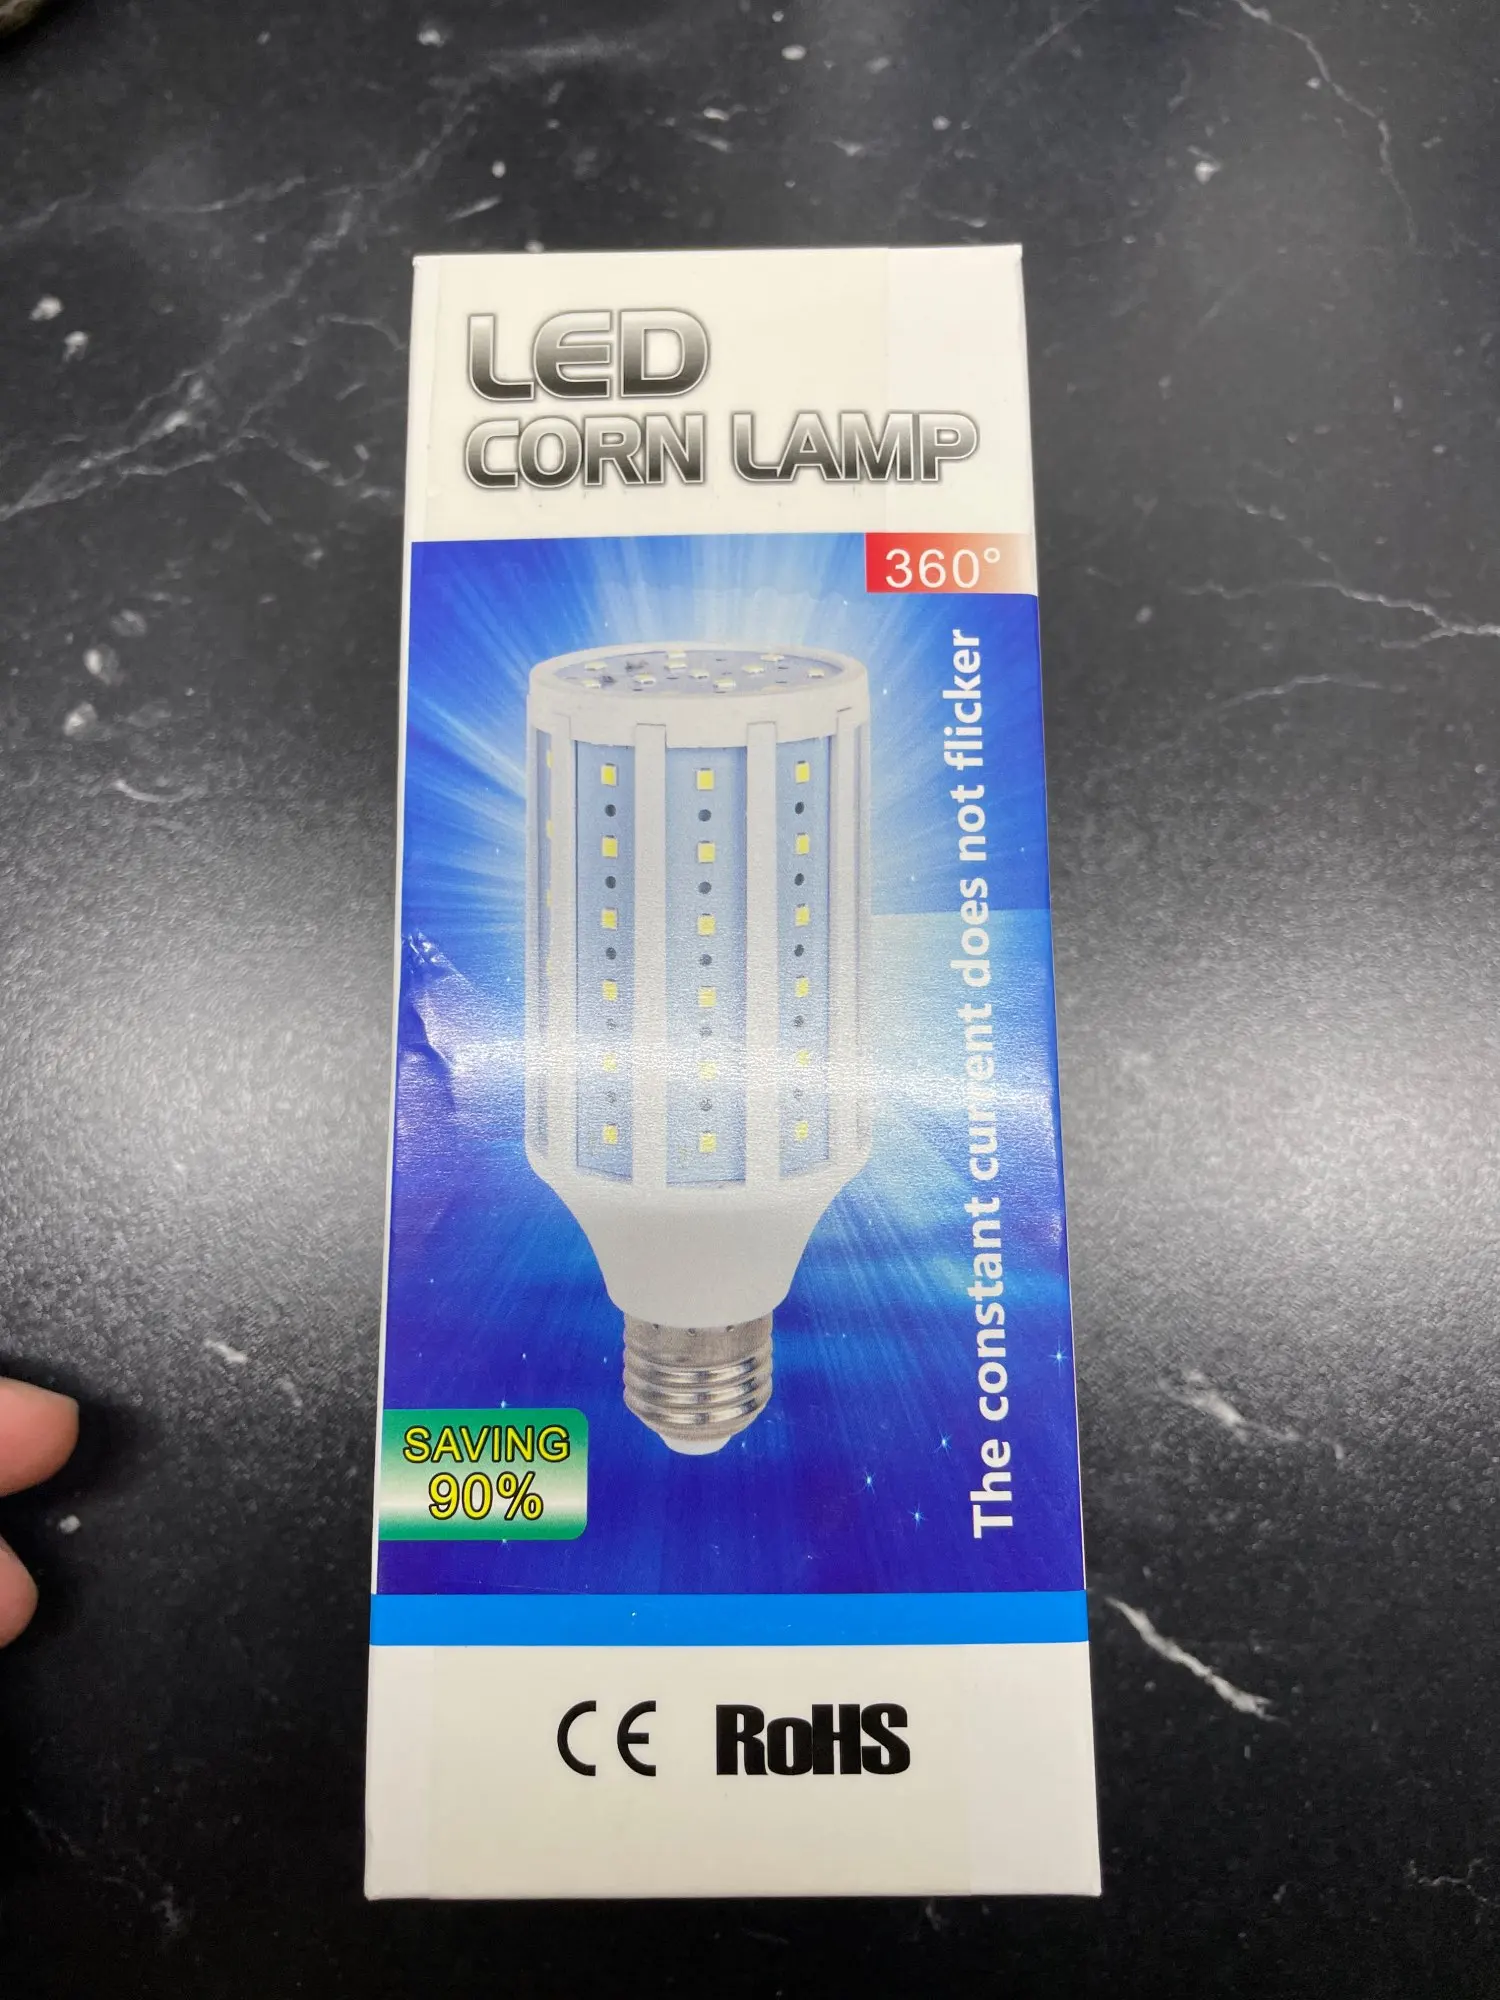 LED
CORN LAMP
360°
The constant current does not flicker
SAVING
90%
CE RoHS